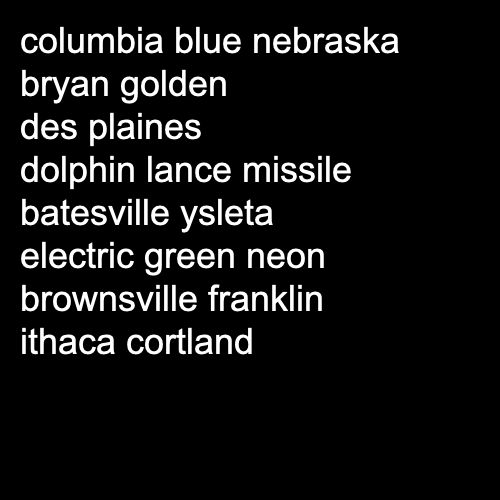 columbia blue nebraska
bryan golden
des plaines
dolphin lance missile
batesville ysleta
electric green neon
brownsville franklin
ithaca cortland